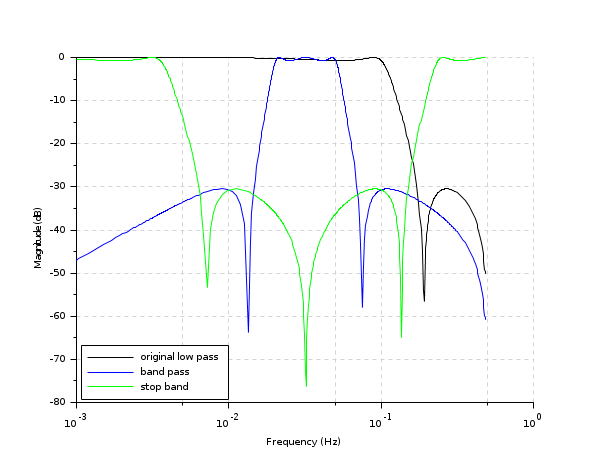 0
-10
-20
-30
-40
-50
-60
-70
-80
Magnitude (dB)
original low pass
band pass
stop band
10^-3
10^-2
10^-1
10^0
Frequency (Hz)